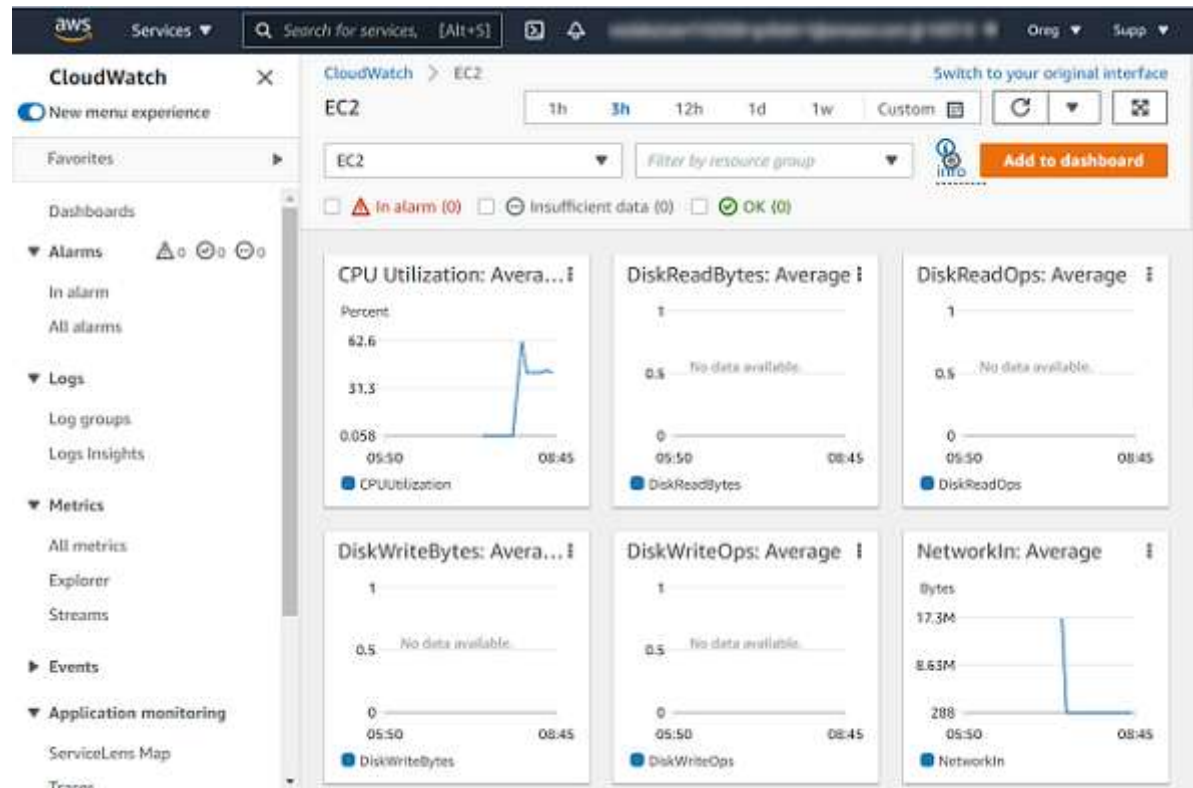 aws Services ▼ Search for services, [Alt+S] Oreg ▼ Supp ▼
CloudWatch
New menu experience
Favorites
Dashboards
Alarms 0 0 0
In alarm
All alarms
Logs
Log groups
Logs Insights
Metrics
All metrics
Explorer
Streams
Events
Application monitoring
ServiceLens Map
Traces
CloudWatch > EC2
Switch to your original interface
EC2
1h 3h 12h 1d 1w Custom
EC2
Filter by resource group
info
Add to dashboard
In alarm (0) Insufficient data (0) OK (0)
CPU Utilization: Avera...
Percent
62.6
31.3
0.058
05:50 08:45
CPUUtilization
DiskReadBytes: Average
1
0.5
No data available.
0
05:50 08:45
DiskReadBytes
DiskReadOps: Average
1
0.5
No data available.
0
05:50 08:45
DiskReadOps
DiskWriteBytes: Avera...
1
0.5
No data available.
0
05:50 08:45
DiskWriteBytes
DiskWriteOps: Average
1
0.5
No data available.
0
05:50 08:45
DiskWriteOps
NetworkIn: Average
Bytes
17.3M
8.63M
288
05:50 08:45
NetworkIn